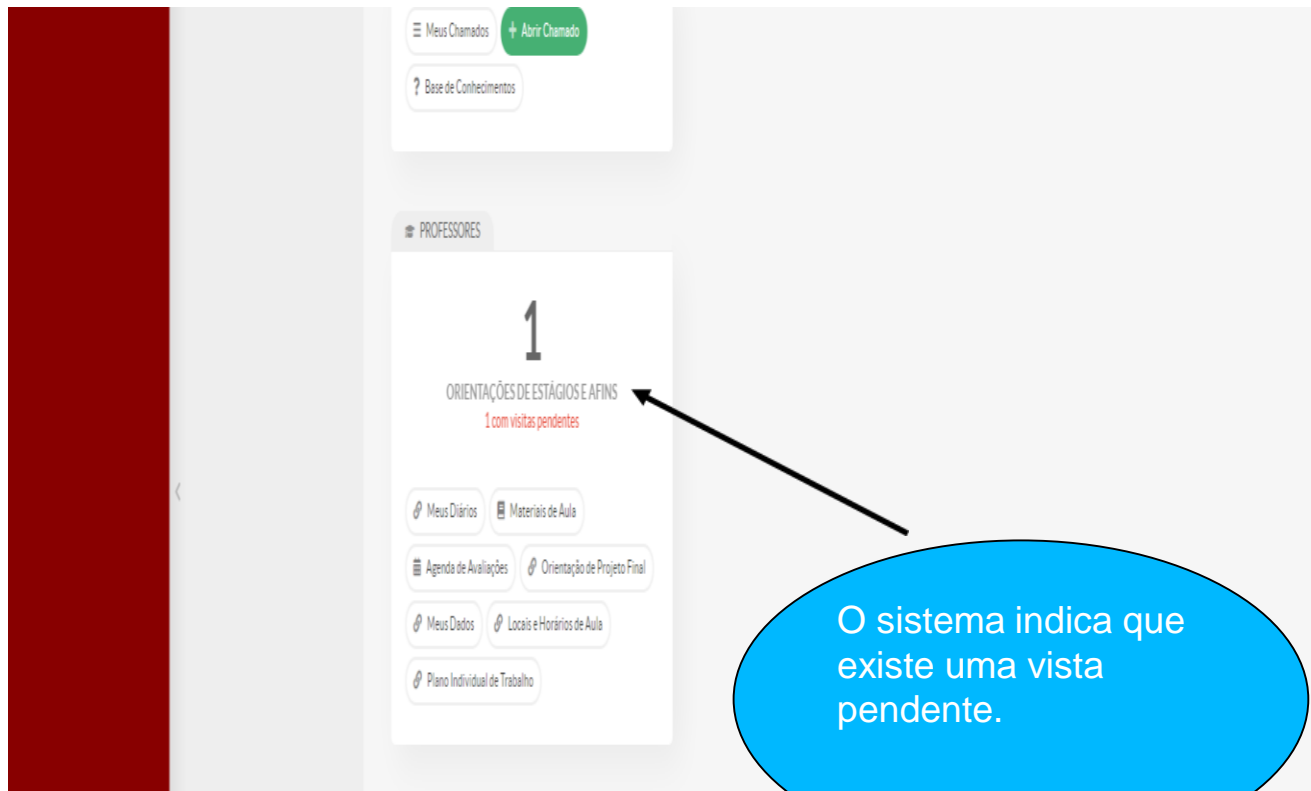 Meus Chamados + Abrir Chamado
? Base de Conhecimentos
PROFESSORES
1
ORIENTAÇÕES DE ESTÁGIOS E AFINS
1 com visitas pendentes
Meus Diários Materiais de Aula
Agenda de Avaliações Orientação de Projeto Final
Meus Dados Locais e Horários de Aula
Plano Individual de Trabalho
O sistema indica que
existe uma vista
pendente.